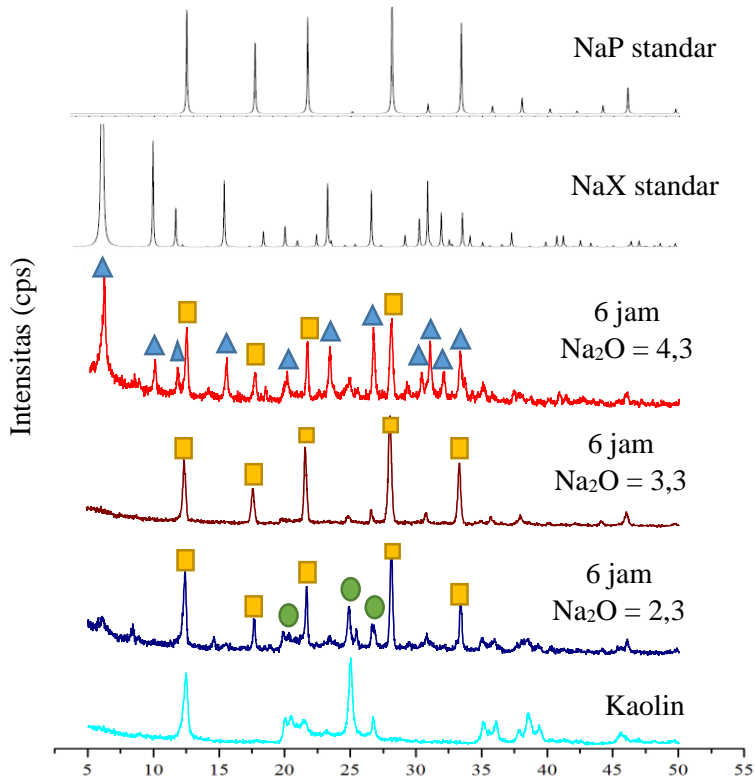 NaP standar
NaX standar
6 jam
Na₂O = 4,3
6 jam
Na₂O = 3,3
6 jam
Na₂O = 2,3
Kaolin
Intensitas (cps)
5 10 15 20 25 30 35 40 45 50 55